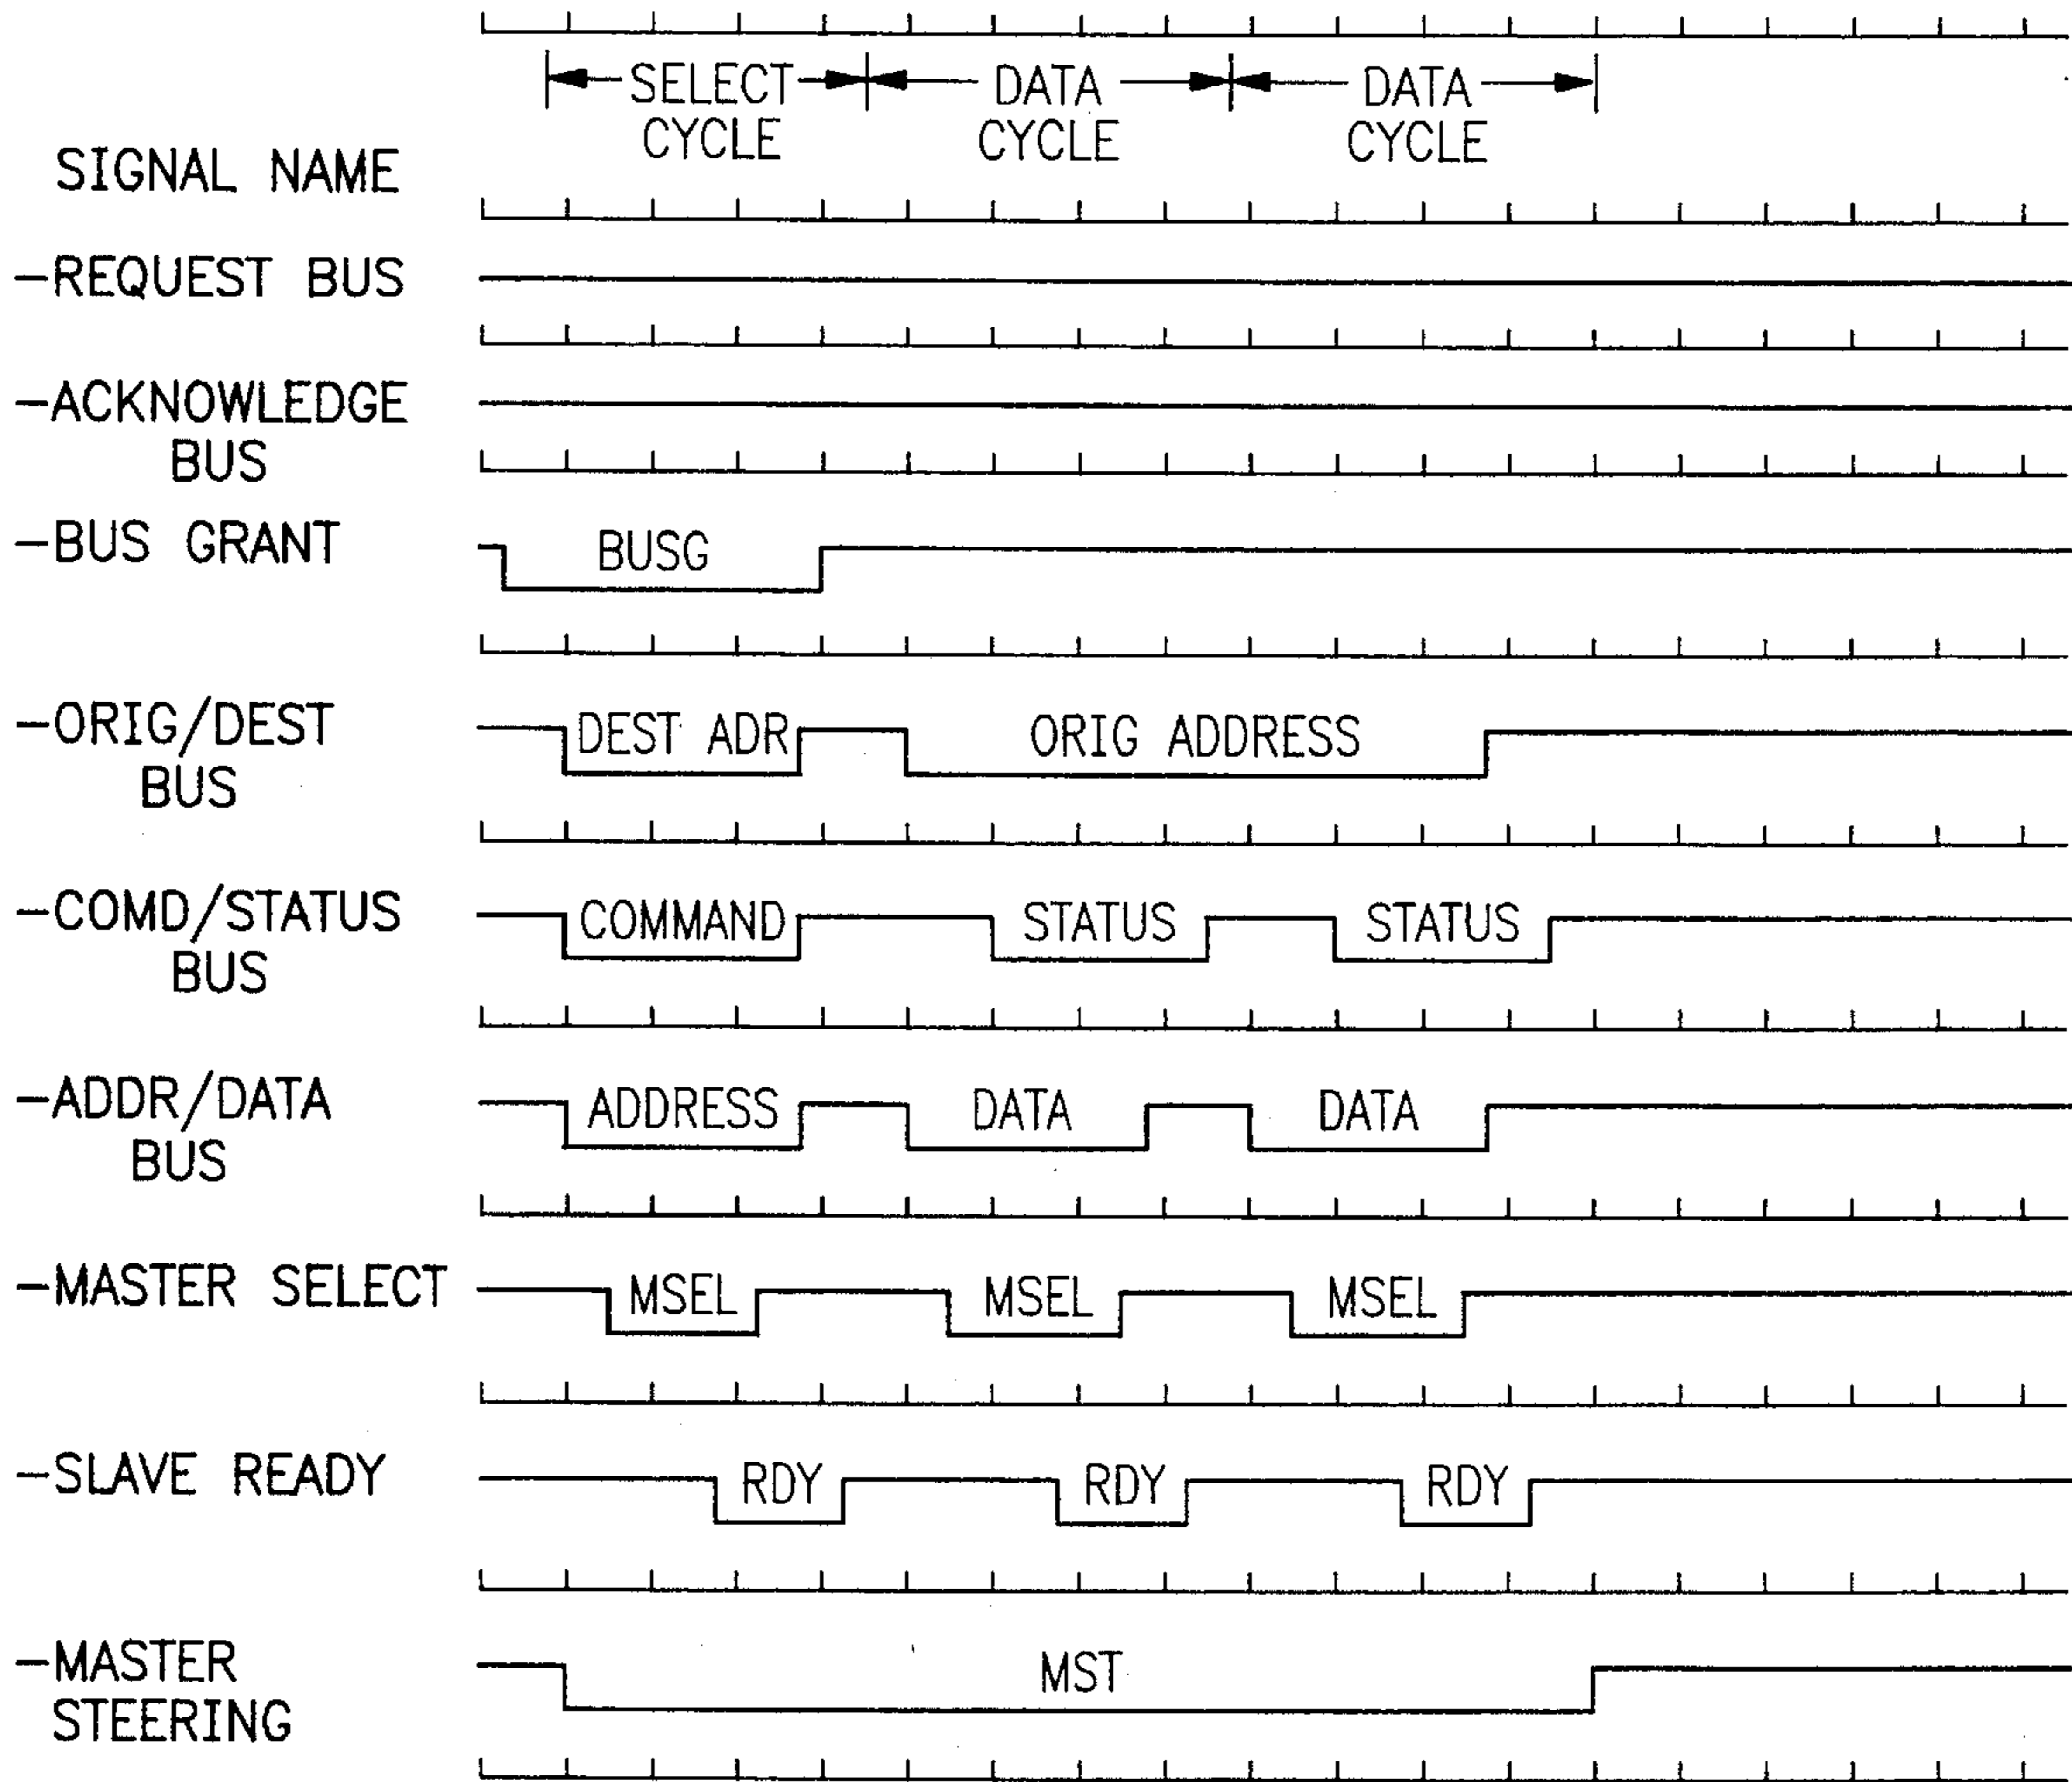 SELECT CYCLE
DATA CYCLE
DATA CYCLE
SIGNAL NAME
-REQUEST BUS
-ACKNOWLEDGE
BUS
-BUS GRANT
BUSG
-ORIG/DEST
BUS
DEST ADR
ORIG ADDRESS
-COMD/STATUS
BUS
COMMAND
STATUS
STATUS
-ADDR/DATA
BUS
ADDRESS
DATA
DATA
-MASTER SELECT
MSEL
MSEL
MSEL
-SLAVE READY
RDY
RDY
RDY
-MASTER
STEERING
MST